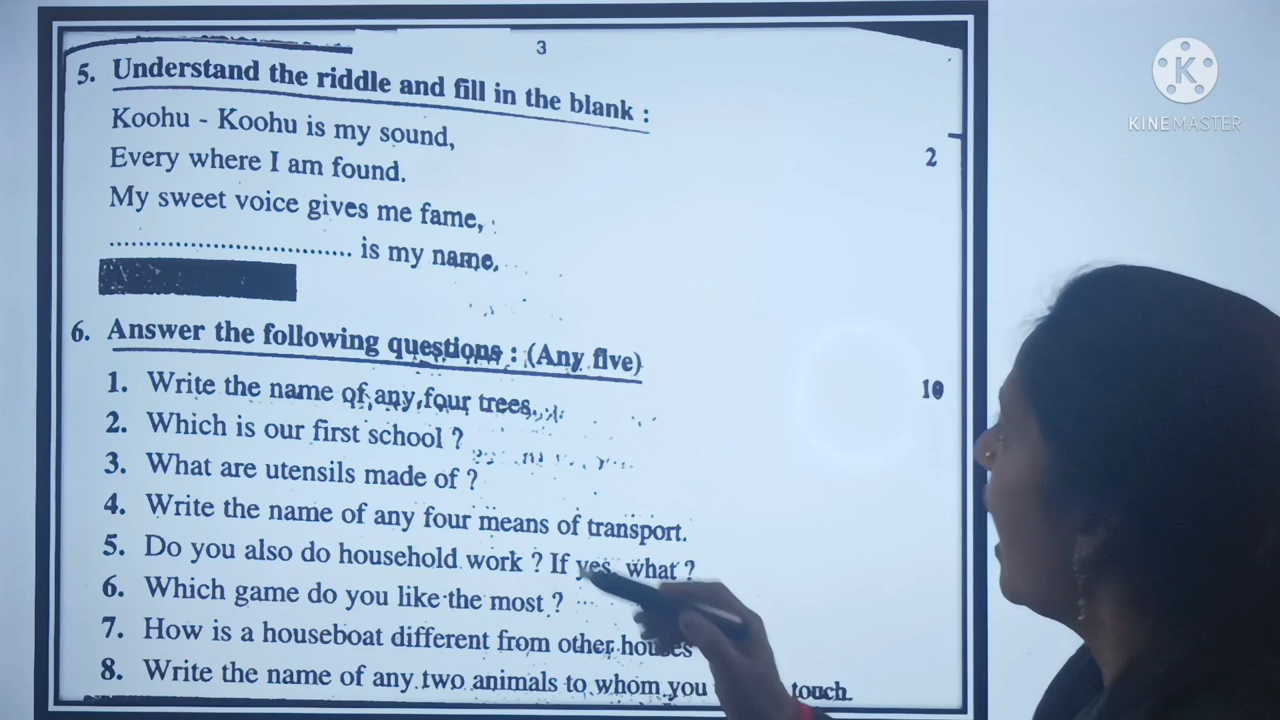 3
5. Understand the riddle and fill in the blank :
2
Koohu - Koohu is my sound,
Every where I am found.
My sweet voice gives me fame,
................................. is my name.
6. Answer the following questions : (Any five)
10
1. Write the name of any four trees.
2. Which is our first school ?
3. What are utensils made of ?
4. Write the name of any four means of transport.
5. Do you also do household work ? If yes, what ?
6. Which game do you like the most ?
7. How is a houseboat different from other houses
8. Write the name of any two animals to whom you touch.
K
KINEMASTER